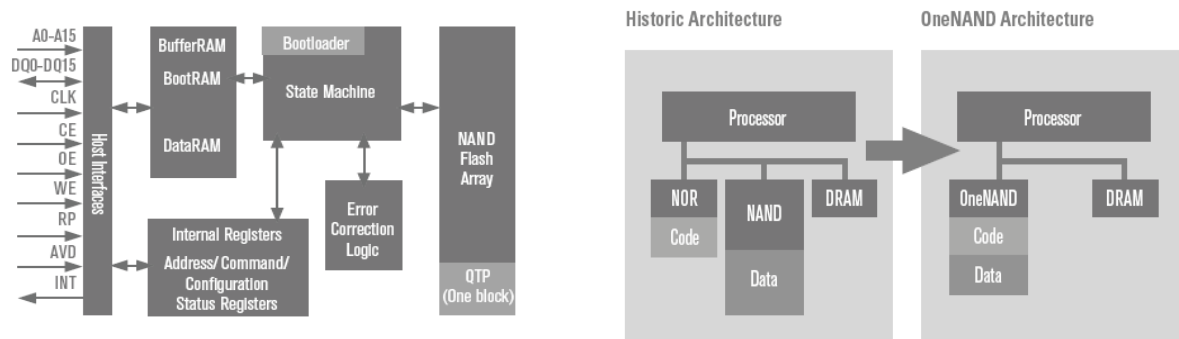 A0-A15
DQ0-DQ15
CLK
CE
OE
WE
RP
AVD
INT
Host Interfaces
BufferRAM
BootRAM
DataRAM
Bootloader
State Machine
Internal Registers
Address/ Command/
Configuration
Status Registers
Error
Correction
Logic
NAND
Flash
Array
QTP
(One block)
Historic Architecture
Processor
NOR
Code
NAND
Data
DRAM
OneNAND Architecture
Processor
OneNAND
Code
Data
DRAM